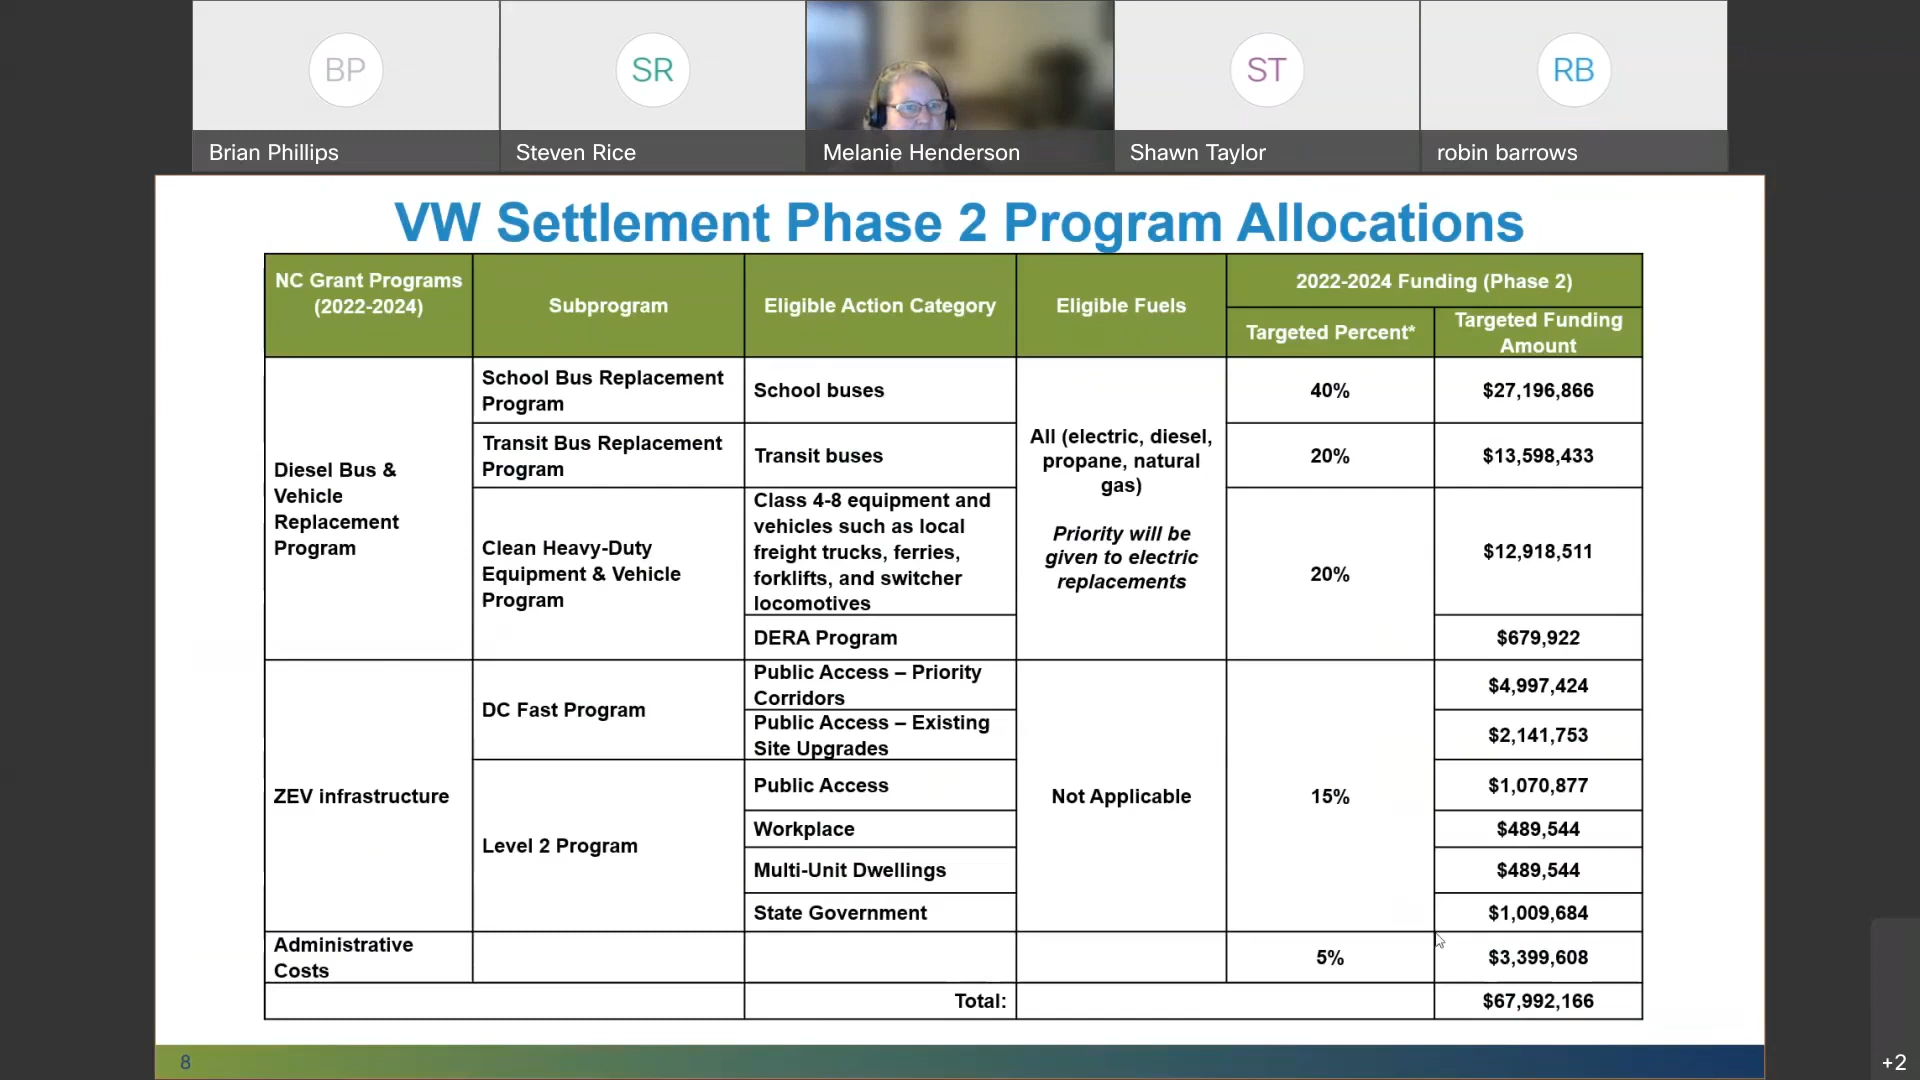 BP
SR
ST
RB
Brian Phillips
Steven Rice
Melanie Henderson
Shawn Taylor
robin barrows
VW Settlement Phase 2 Program Allocations
NC Grant Programs
(2022-2024)
Subprogram
Eligible Action Category
Eligible Fuels
2022-2024 Funding (Phase 2)
Targeted Percent*
Targeted Funding
Amount
Diesel Bus &
Vehicle
Replacement
Program
School Bus Replacement
Program
School buses
All (electric, diesel,
propane, natural
gas)
Priority will be
given to electric
replacements
40%
$27,196,866
Transit Bus Replacement
Program
Transit buses
20%
$13,598,433
Clean Heavy-Duty
Equipment & Vehicle
Program
Class 4-8 equipment and
vehicles such as local
freight trucks, ferries,
forklifts, and switcher
locomotives
20%
$12,918,511
DERA Program
$679,922
ZEV infrastructure
DC Fast Program
Public Access – Priority
Corridors
Not Applicable
15%
$4,997,424
Public Access – Existing
Site Upgrades
$2,141,753
Level 2 Program
Public Access
$1,070,877
Workplace
$489,544
Multi-Unit Dwellings
$489,544
State Government
$1,009,684
Administrative
Costs
5%
$3,399,608
Total:
$67,992,166
8
+2